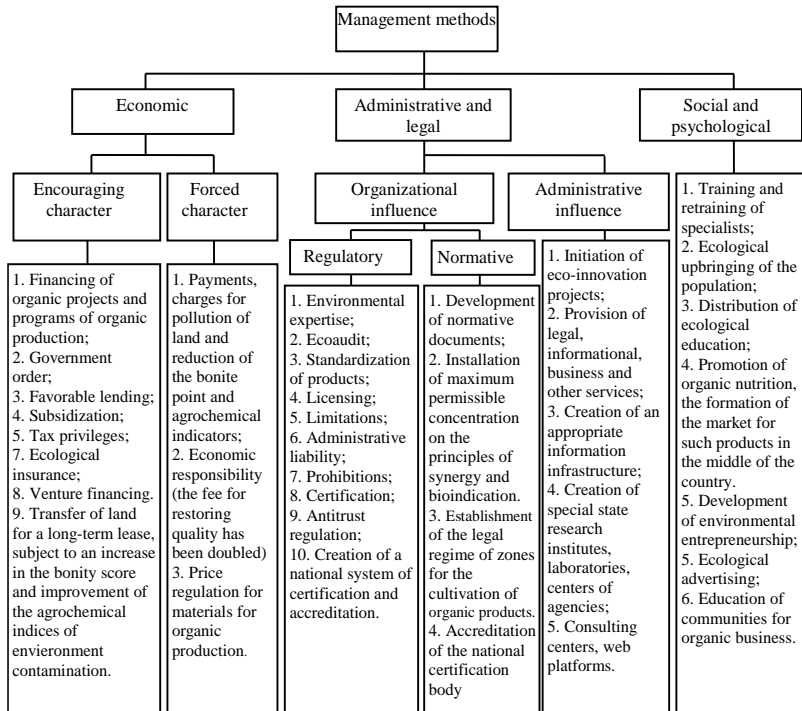 Management methods
Economic
Administrative and
legal
Social and
psychological
Encouraging
character
Forced
character
Organizational
influence
Administrative
influence
Regulatory
Normative
1. Financing of
organic projects and
programs of organic
production;
2. Government
order;
3. Favorable lending;
4. Subsidization;
5. Tax privileges;
7. Ecological
insurance;
8. Venture financing.
9. Transfer of land
for a long-term lease,
subject to an increase
in the bonity score
and improvement of
the agrochemical
indices of
envieronment
contamination.
1. Payments,
charges for
pollution of
land and
reduction of
the bonite
point and
agrochemical
indicators;
2. Economic
responsibility
(the fee for
restoring
quality has
been doubled)
3. Price
regulation for
materials for
organic
production.
1. Environmental
expertise;
2. Ecoaudit;
3. Standardization
of products;
4. Licensing;
5. Limitations;
6. Administrative
liability;
7. Prohibitions;
8. Certification;
9. Antitrust
regulation;
10. Creation of a
national system of
certification and
accreditation.
1. Development
of normative
documents;
2. Installation
of maximum
permissible
concentration
on the
principles of
synergy and
bioindication.
3. Establishment
of the legal
regime of zones
for the
cultivation of
organic products.
4. Accreditation
of the national
certification
body
1. Initiation of
eco-innovation
projects;
2. Provision of
legal,
informational,
business and
other services;
3. Creation of an
appropriate
information
infrastructure;
4. Creation of
special state
research
institutes,
laboratories,
centers of
agencies;
5. Consulting
centers, web
platforms.
1. Training and
retraining of
specialists;
2. Ecological
upbringing of the
population;
3. Distribution of
ecological
education;
4. Promotion of
organic nutrition,
the formation of
the market for
such products in
the middle of the
country.
5. Development
of environmental
entrepreneurship;
5. Ecological
advertising;
6. Education of
communities for
organic business.